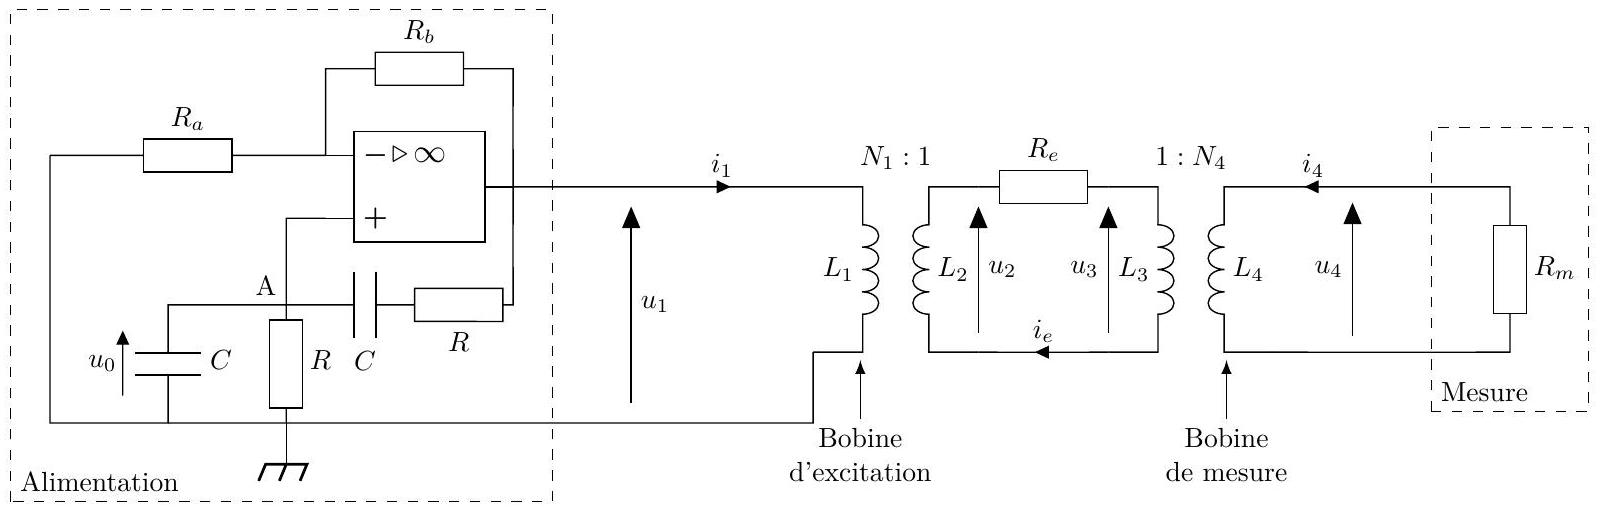 R_b
R_a
− ▷ ∞
+
A
u_0
C
R
C
R
Alimentation
i_1
u_1
N_1 : 1
L_1
L_2
u_2
R_e
i_e
u_3
L_3
1 : N_4
L_4
i_4
u_4
R_m
Mesure
Bobine
d'excitation
Bobine
de mesure